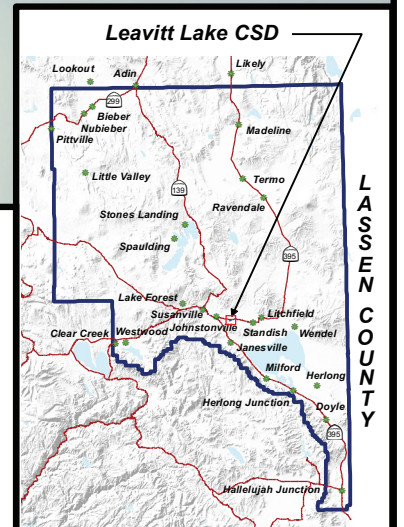 Leavitt Lake CSD
Lookout
Adin
Likely
299
Bieber
Nubieber
Pittville
Madeline
Little Valley
139
Termo
Ravendale
Stones Landing
Spaulding
395
LASSEN COUNTY
Lake Forest
Susanville
Litchfield
Clear Creek
Westwood
Johnstonville
Standish
Wendel
Janesville
Milford
Herlong
Herlong Junction
Doyle
395
Hallelujah Junction